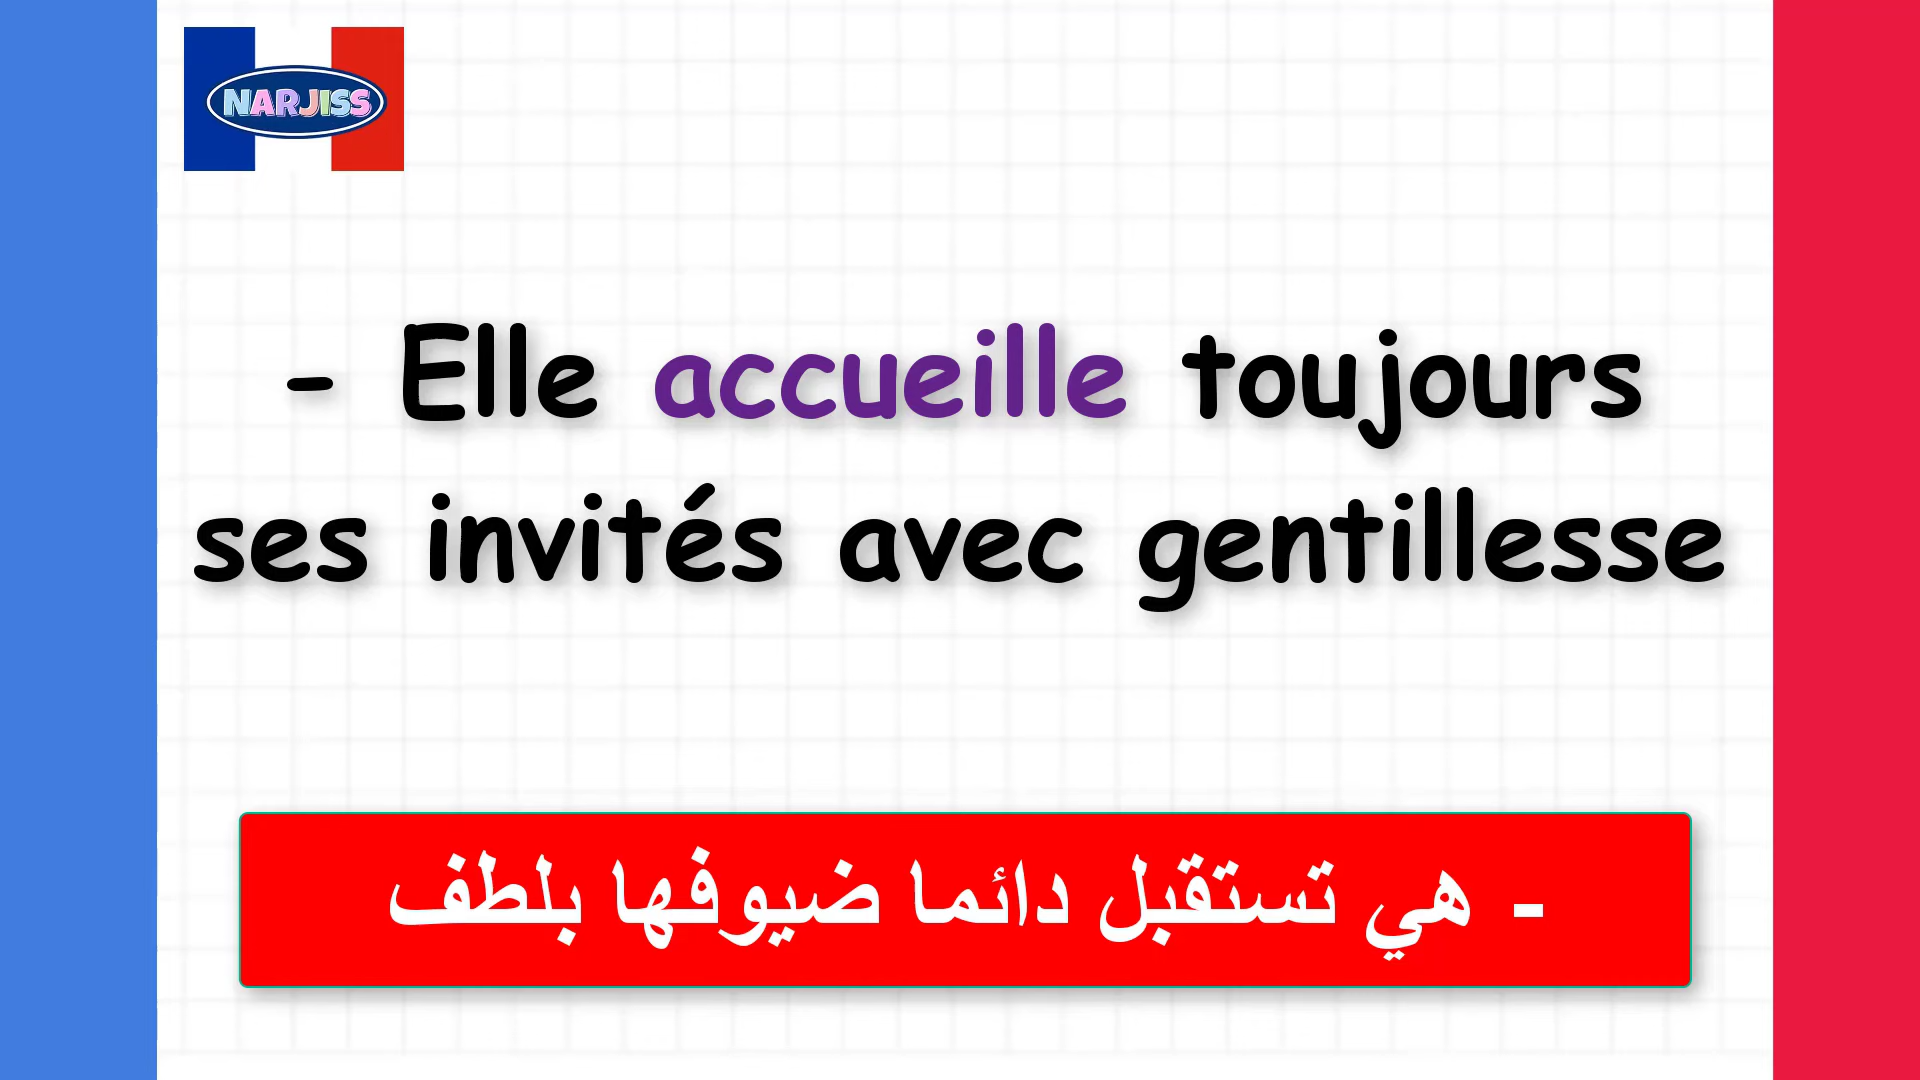 NARJISS
- Elle accueille toujours
ses invités avec gentillesse
- هي تستقبل دائما ضيوفها بلطف